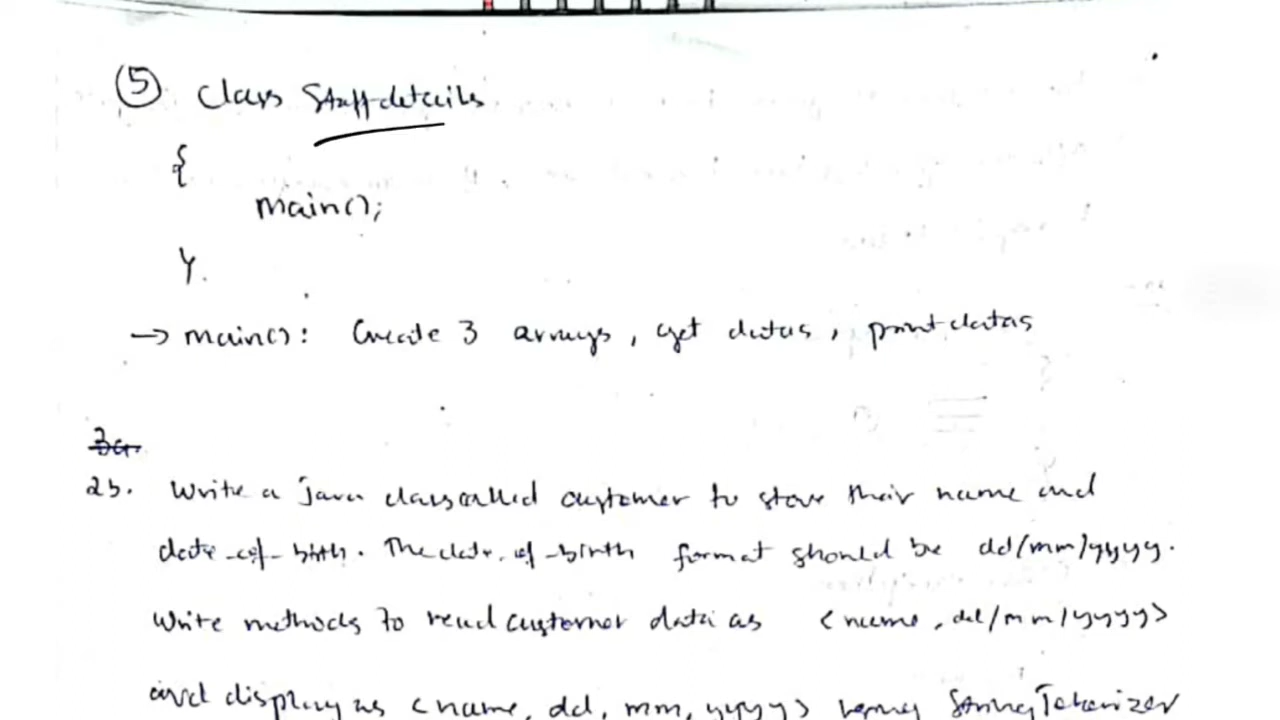 ⑤ Class Staffdetails
{
main();
}.
→ main(): Create 3 arrays, get datas, print datas
3a.
2b. Write a java class called customer to store their name and
date-of-birth. The date-of-birth format should be dd/mm/yyyy.
Write methods to read customer data as <name, dd/mm/yyyy>
and display as <name, dd, mm, yyyy> using StringTokenizer